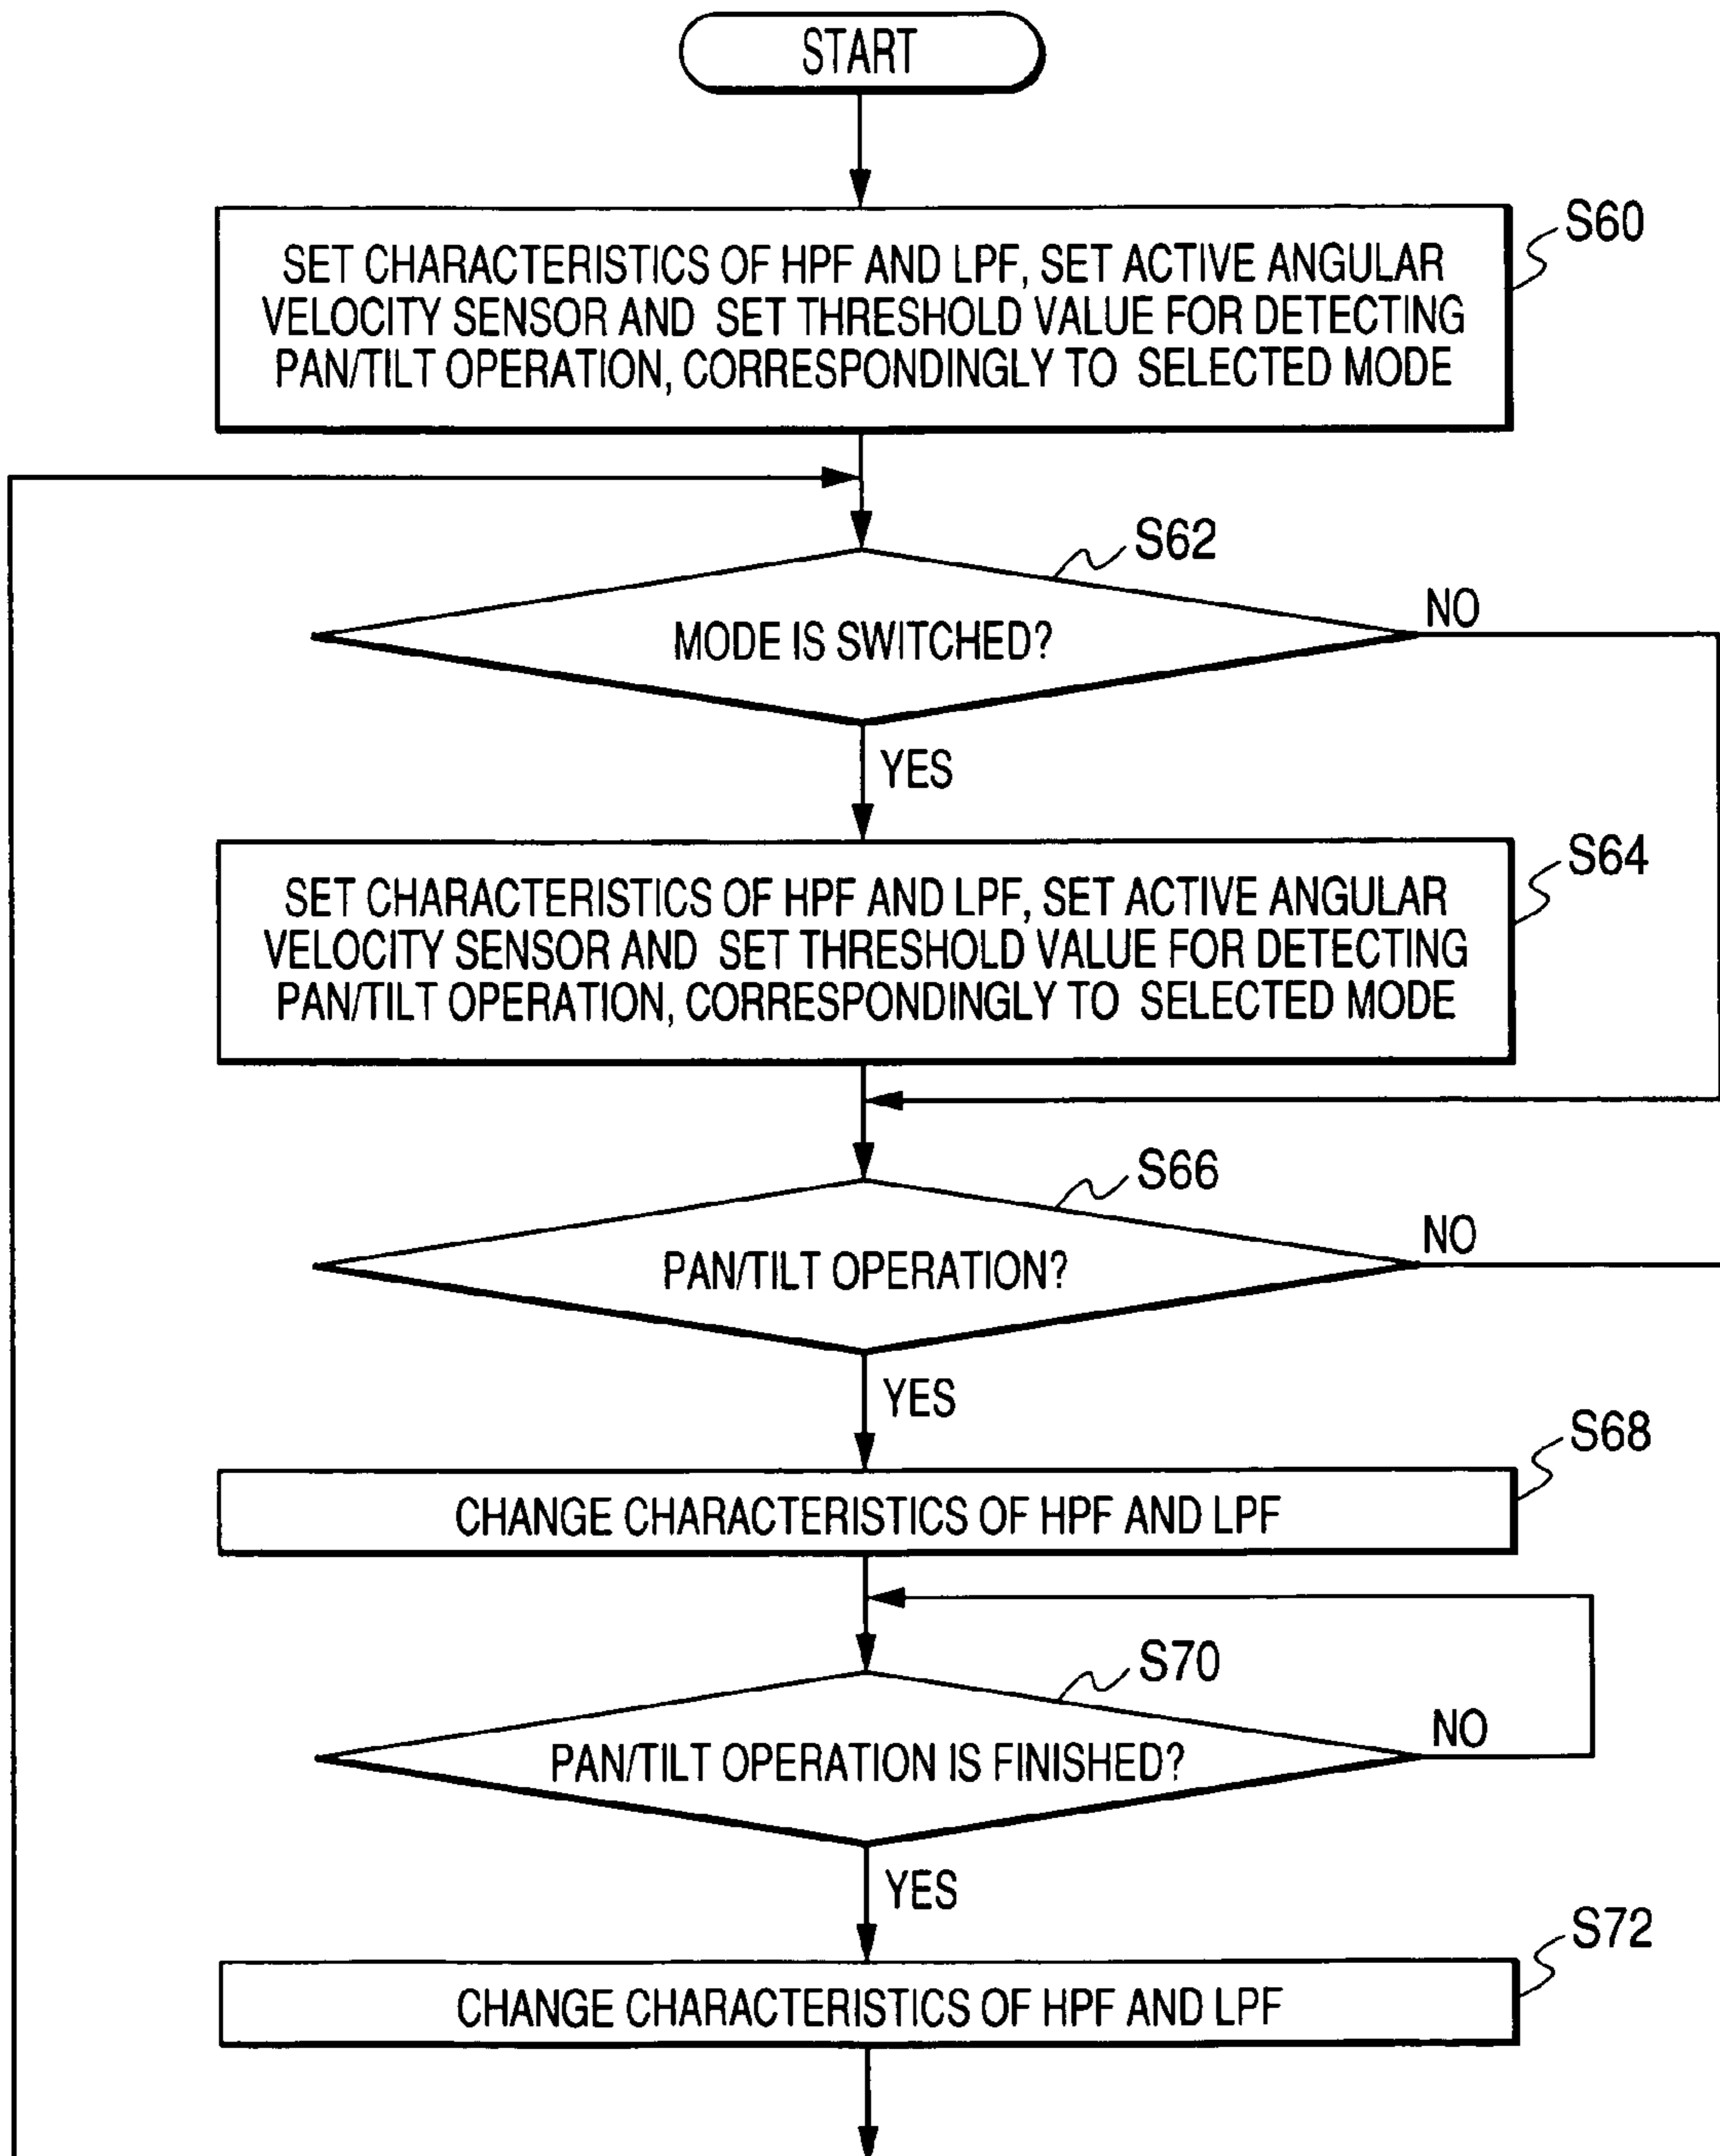 START
S60
SET CHARACTERISTICS OF HPF AND LPF, SET ACTIVE ANGULAR
VELOCITY SENSOR AND SET THRESHOLD VALUE FOR DETECTING
PAN/TILT OPERATION, CORRESPONDINGLY TO SELECTED MODE
S62
NO
MODE IS SWITCHED?
YES
S64
SET CHARACTERISTICS OF HPF AND LPF, SET ACTIVE ANGULAR
VELOCITY SENSOR AND SET THRESHOLD VALUE FOR DETECTING
PAN/TILT OPERATION, CORRESPONDINGLY TO SELECTED MODE
S66
NO
PAN/TILT OPERATION?
YES
S68
CHANGE CHARACTERISTICS OF HPF AND LPF
S70
NO
PAN/TILT OPERATION IS FINISHED?
YES
S72
CHANGE CHARACTERISTICS OF HPF AND LPF